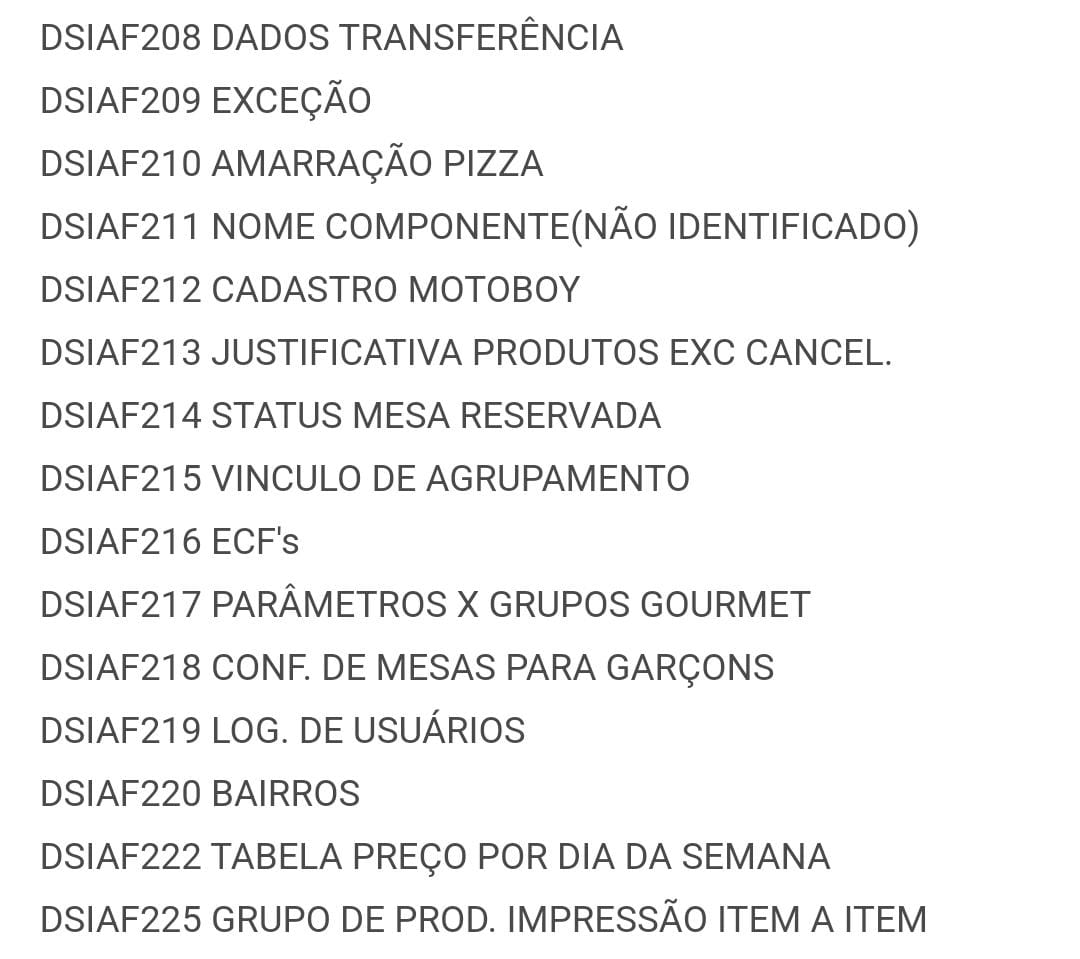 DSIAF208 DADOS TRANSFERÊNCIA
DSIAF209 EXCEÇÃO
DSIAF210 AMARRAÇÃO PIZZA
DSIAF211 NOME COMPONENTE(NÃO IDENTIFICADO)
DSIAF212 CADASTRO MOTOBOY
DSIAF213 JUSTIFICATIVA PRODUTOS EXC CANCEL.
DSIAF214 STATUS MESA RESERVADA
DSIAF215 VINCULO DE AGRUPAMENTO
DSIAF216 ECF's
DSIAF217 PARÂMETROS X GRUPOS GOURMET
DSIAF218 CONF. DE MESAS PARA GARÇONS
DSIAF219 LOG. DE USUÁRIOS
DSIAF220 BAIRROS
DSIAF222 TABELA PREÇO POR DIA DA SEMANA
DSIAF225 GRUPO DE PROD. IMPRESSÃO ITEM A ITEM